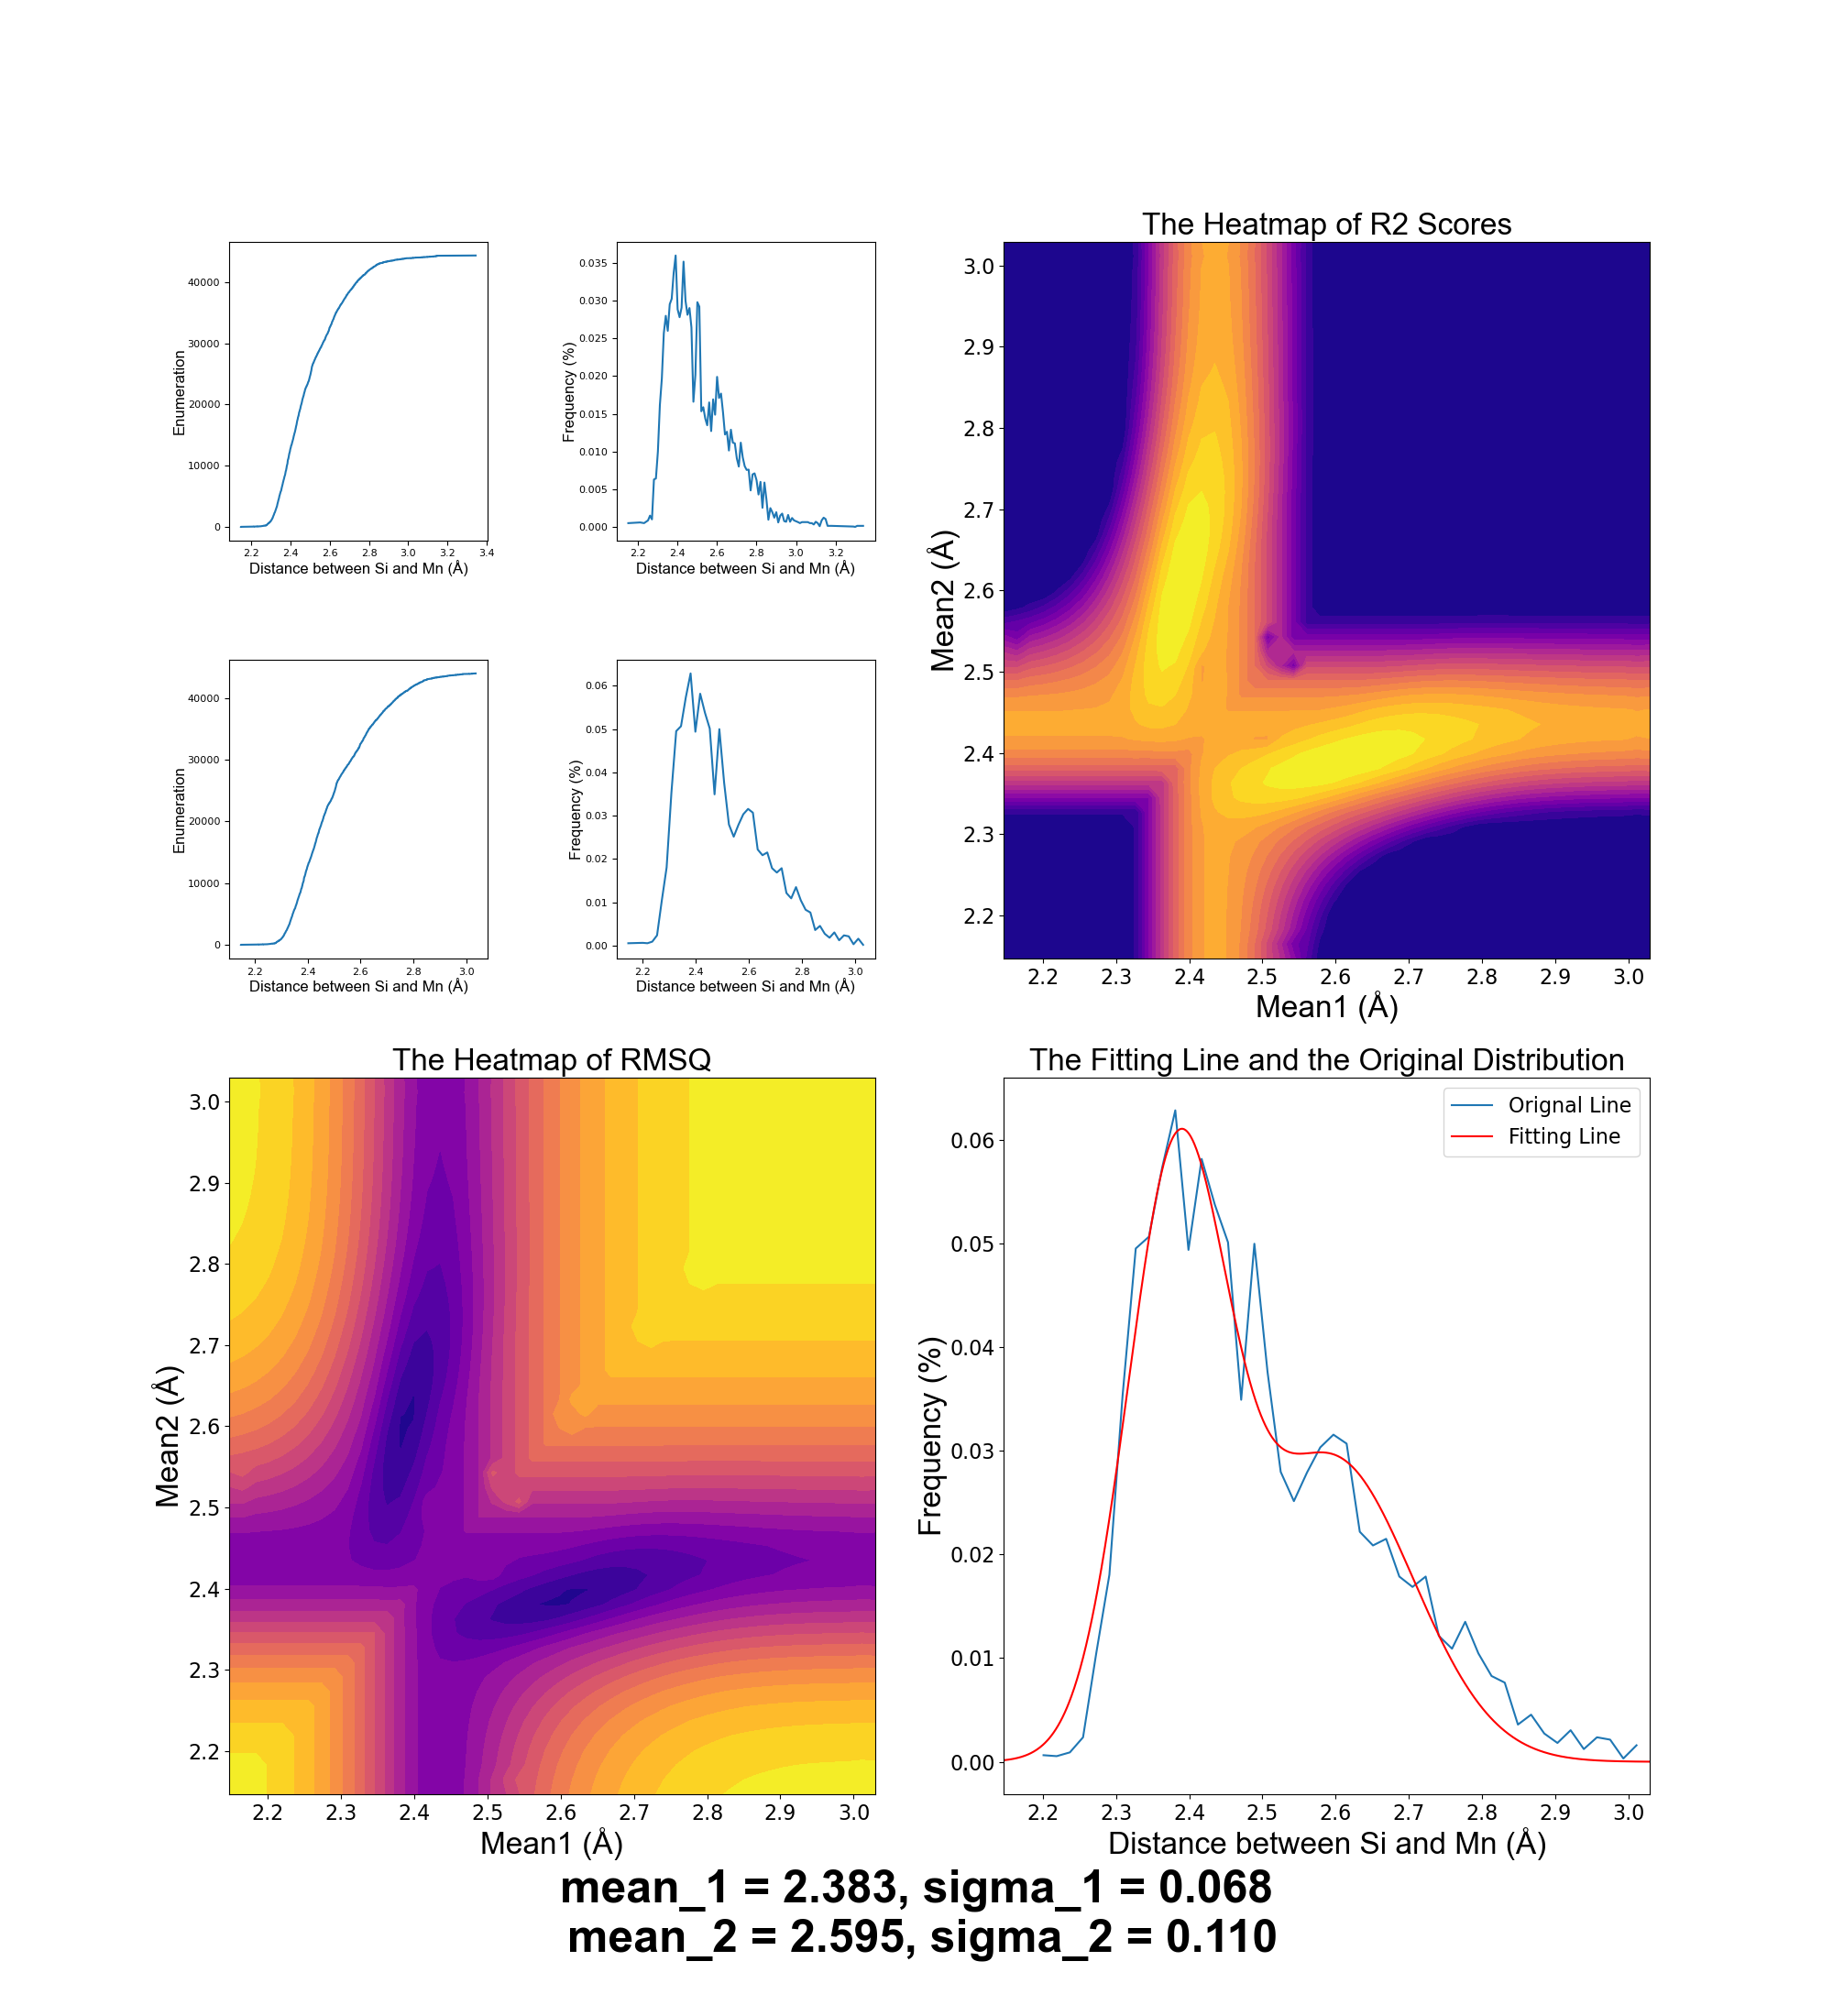 40000
30000
20000
10000
0
Enumeration
2.2 2.4 2.6 2.8 3.0 3.2 3.4
Distance between Si and Mn (Å)
0.035
0.030
0.025
0.020
0.015
0.010
0.005
0.000
Frequency (%)
2.2 2.4 2.6 2.8 3.0 3.2
Distance between Si and Mn (Å)
40000
30000
20000
10000
0
Enumeration
2.2 2.4 2.6 2.8 3.0
Distance between Si and Mn (Å)
0.06
0.05
0.04
0.03
0.02
0.01
0.00
Frequency (%)
2.2 2.4 2.6 2.8 3.0
Distance between Si and Mn (Å)
The Heatmap of R2 Scores
3.0
2.9
2.8
2.7
2.6
2.5
2.4
2.3
2.2
Mean2 (Å)
2.2 2.3 2.4 2.5 2.6 2.7 2.8 2.9 3.0
Mean1 (Å)
The Heatmap of RMSQ
3.0
2.9
2.8
2.7
2.6
2.5
2.4
2.3
2.2
Mean2 (Å)
2.2 2.3 2.4 2.5 2.6 2.7 2.8 2.9 3.0
Mean1 (Å)
The Fitting Line and the Original Distribution
Orignal Line
Fitting Line
0.06
0.05
0.04
0.03
0.02
0.01
0.00
Frequency (%)
2.2 2.3 2.4 2.5 2.6 2.7 2.8 2.9 3.0
Distance between Si and Mn (Å)
mean_1 = 2.383, sigma_1 = 0.068
mean_2 = 2.595, sigma_2 = 0.110